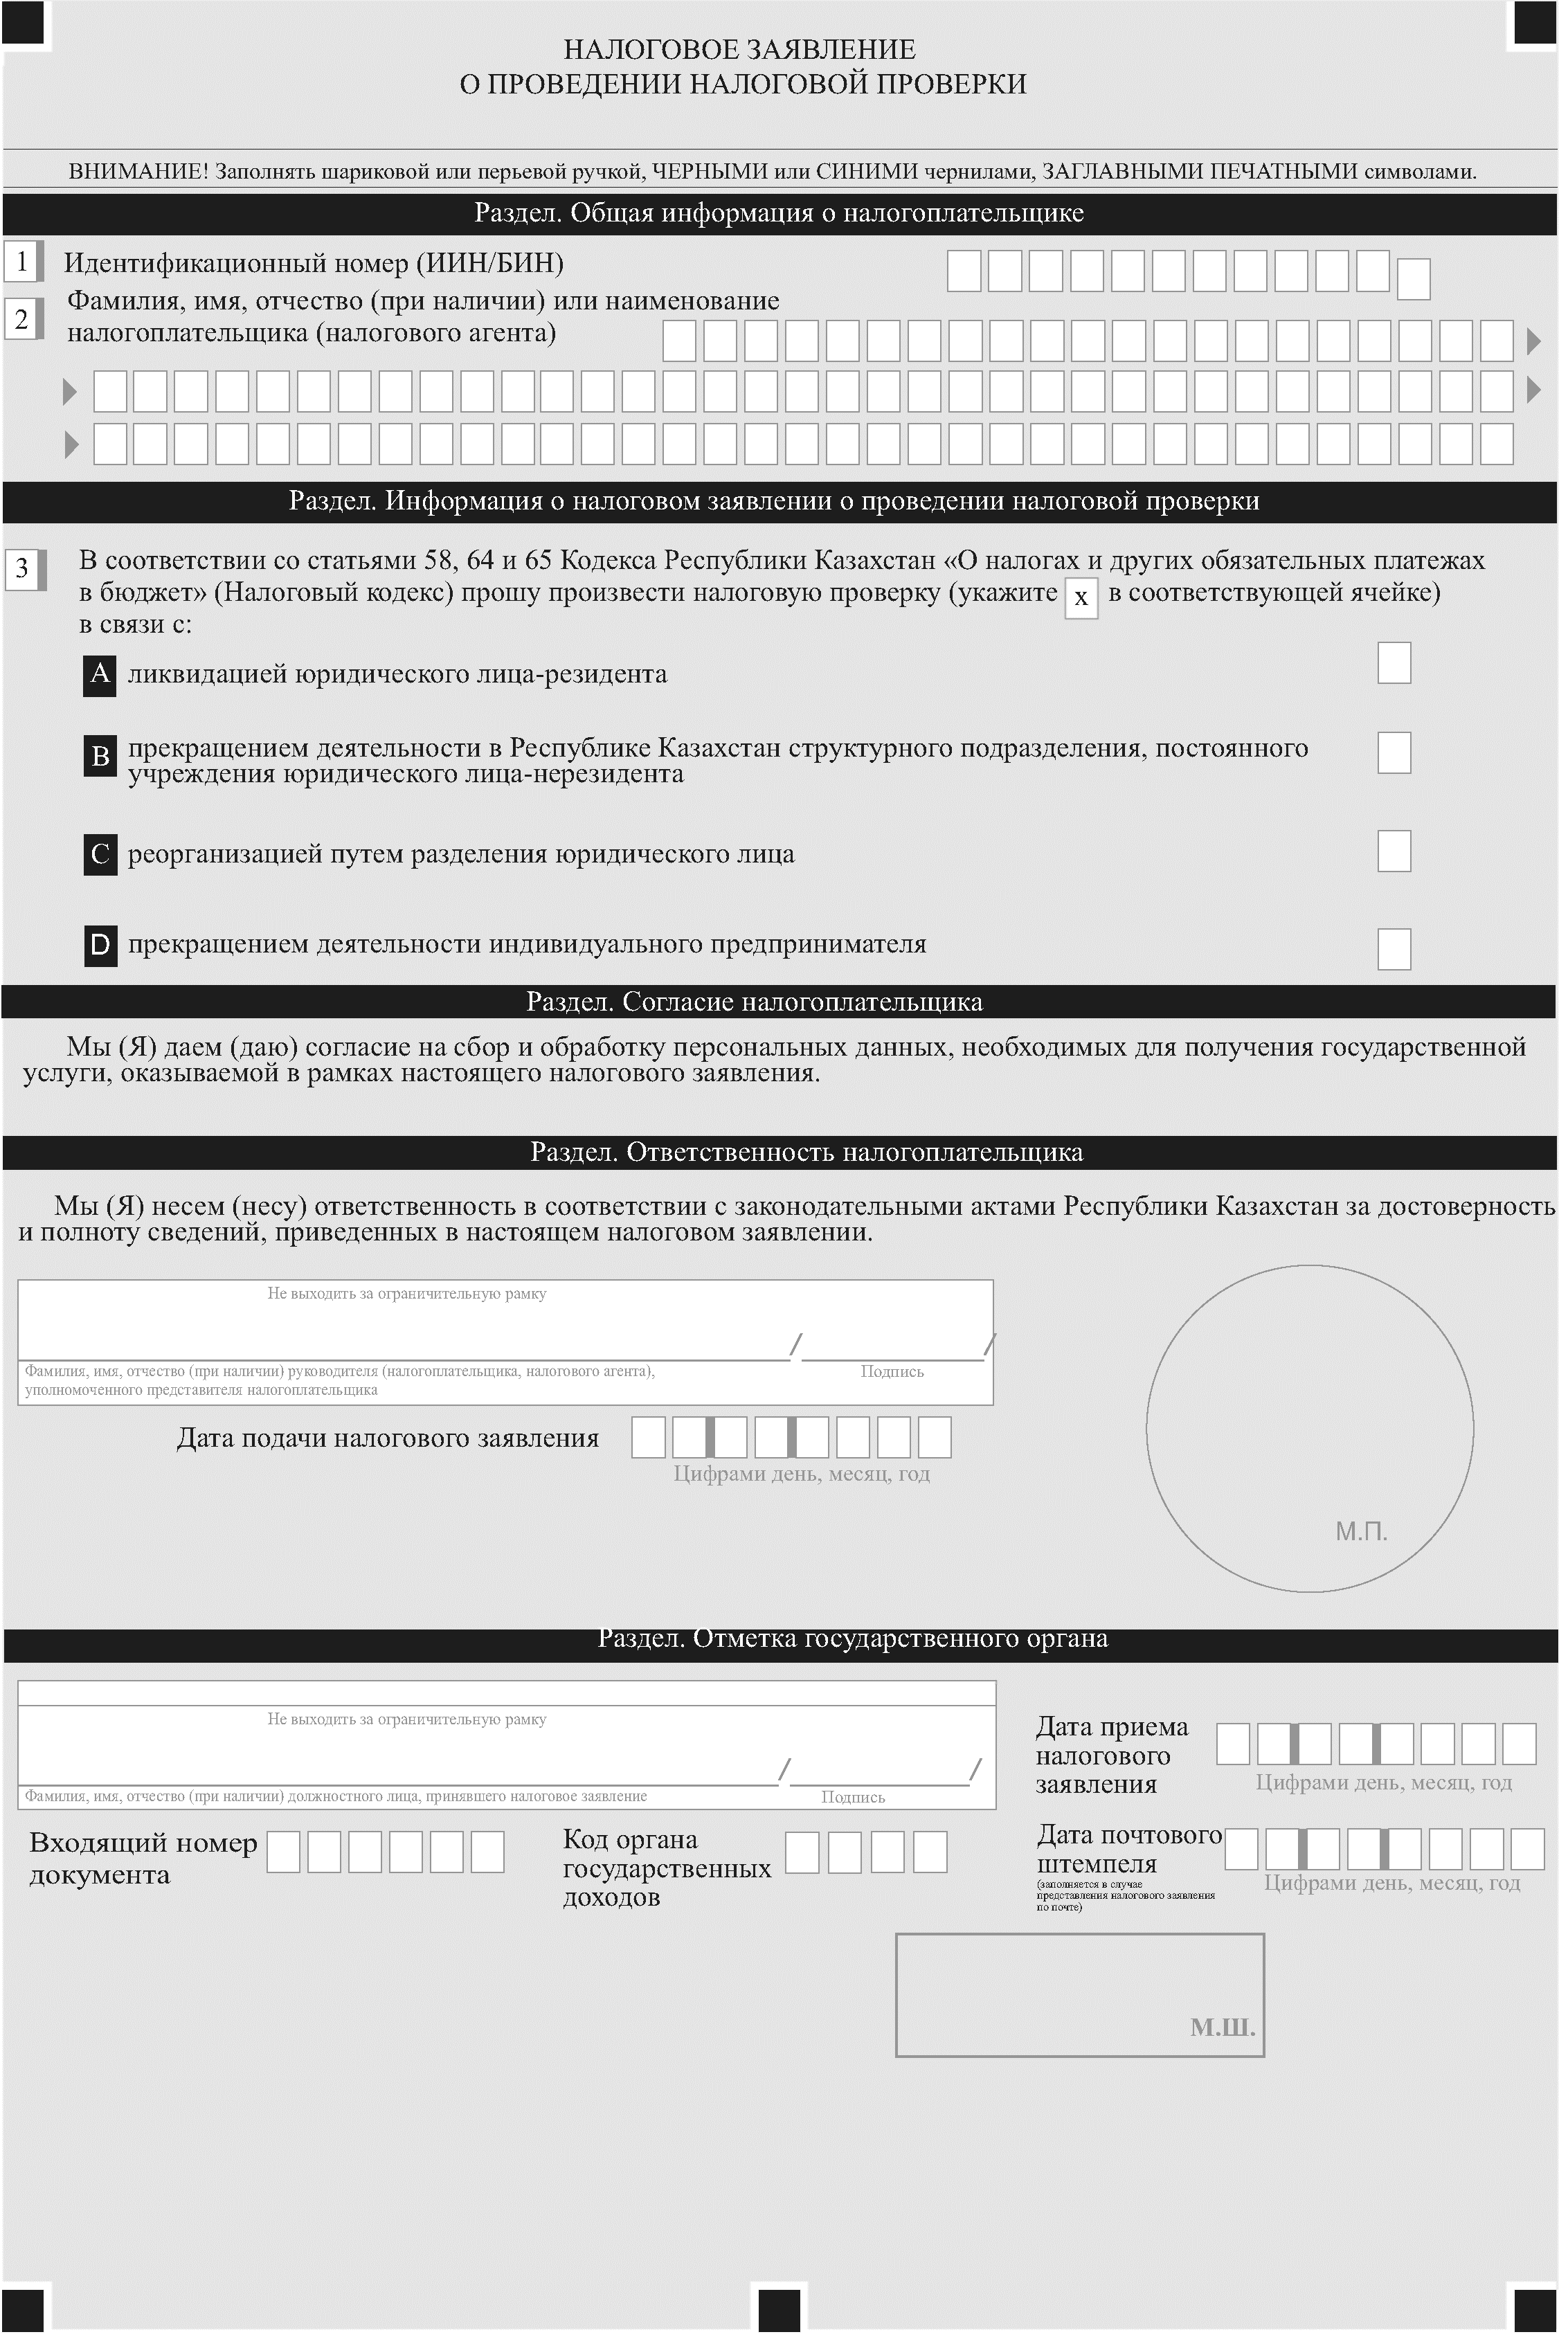 НАЛОГОВОЕ ЗАЯВЛЕНИЕ
О ПРОВЕДЕНИИ НАЛОГОВОЙ ПРОВЕРКИ
ВНИМАНИЕ! Заполнять шариковой или перьевой ручкой, ЧЕРНЫМИ или СИНИМИ чернилами, ЗАГЛАВНЫМИ ПЕЧАТНЫМИ символами.
Раздел. Общая информация о налогоплательщике
1 Идентификационный номер (ИИН/БИН)
2 Фамилия, имя, отчество (при наличии) или наименование
налогоплательщика (налогового агента)
Раздел. Информация о налоговом заявлении о проведении налоговой проверки
3 В соответствии со статьями 58, 64 и 65 Кодекса Республики Казахстан «О налогах и других обязательных платежах
в бюджет» (Налоговый кодекс) прошу произвести налоговую проверку (укажите x в соответствующей ячейке)
в связи с:
A ликвидацией юридического лица-резидента
B прекращением деятельности в Республике Казахстан структурного подразделения, постоянного
учреждения юридического лица-нерезидента
C реорганизацией путем разделения юридического лица
D прекращением деятельности индивидуального предпринимателя
Раздел. Согласие налогоплательщика
Мы (Я) даем (даю) согласие на сбор и обработку персональных данных, необходимых для получения государственной
услуги, оказываемой в рамках настоящего налогового заявления.
Раздел. Ответственность налогоплательщика
Мы (Я) несем (несу) ответственность в соответствии с законодательными актами Республики Казахстан за достоверность
и полноту сведений, приведенных в настоящем налоговом заявлении.
Не выходить за ограничительную рамку
/ /
Фамилия, имя, отчество (при наличии) руководителя (налогоплательщика, налогового агента),
уполномоченного представителя налогоплательщика
Подпись
Дата подачи налогового заявления
Цифрами день, месяц, год
М.П.
Раздел. Отметка государственного органа
Не выходить за ограничительную рамку
/ /
Фамилия, имя, отчество (при наличии) должностного лица, принявшего налоговое заявление
Подпись
Дата приема
налогового
заявления
Цифрами день, месяц, год
Входящий номер
документа
Код органа
государственных
доходов
Дата почтового
штемпеля
(заполняется в случае
представления налогового заявления
по почте)
Цифрами день, месяц, год
М.Ш.